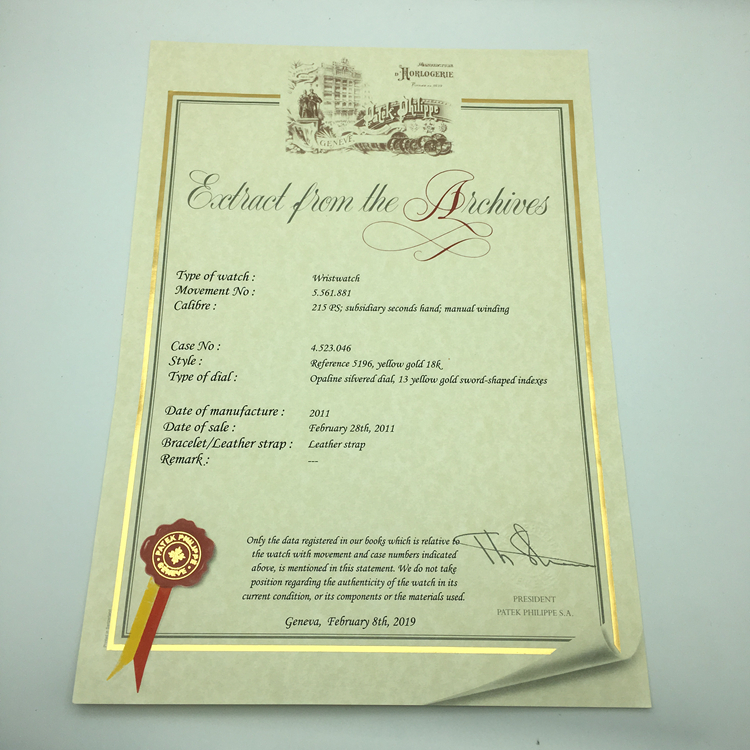 Manufacture
D'HORLOGERIE
Patek Philippe
GENÈVE
Extract from the Archives
Type of watch : Wristwatch
Movement No : 5.561.881
Calibre : 215 PS; subsidiary seconds hand; manual winding
Case No : 4.523.046
Style : Reference 5196, yellow gold 18k
Type of dial : Opaline silvered dial, 13 yellow gold sword-shaped indexes
Date of manufacture : 2011
Date of sale : February 28th, 2011
Bracelet/Leather strap : Leather strap
Remark : ---
Only the data registered in our books which is relative to
the watch with movement and case numbers indicated
above, is mentioned in this statement. We do not take
position regarding the authenticity of the watch in its
current condition, or its components or the materials used.
Geneva, February 8th, 2019
PATEK PHILIPPE
GENEVE
PRESIDENT
PATEK PHILIPPE S.A.